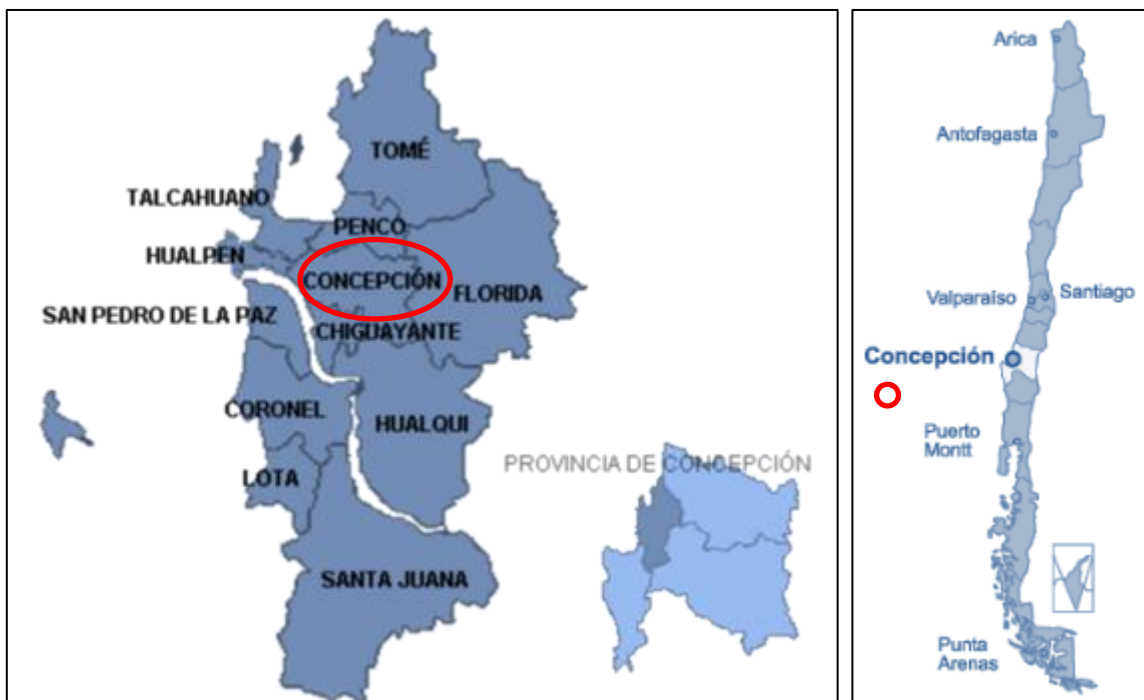 TOMÉ
TALCAHUANO
PENCO
HUALPEN
CONCEPCIÓN
FLORIDA
SAN PEDRO DE LA PAZ
CHIGUAYANTE
CORONEL
HUALQUI
LOTA
PROVINCIA DE CONCEPCIÓN
SANTA JUANA
Arica
Antofagasta
Valparaíso
Santiago
Concepción
Puerto
Montt
Punta
Arenas